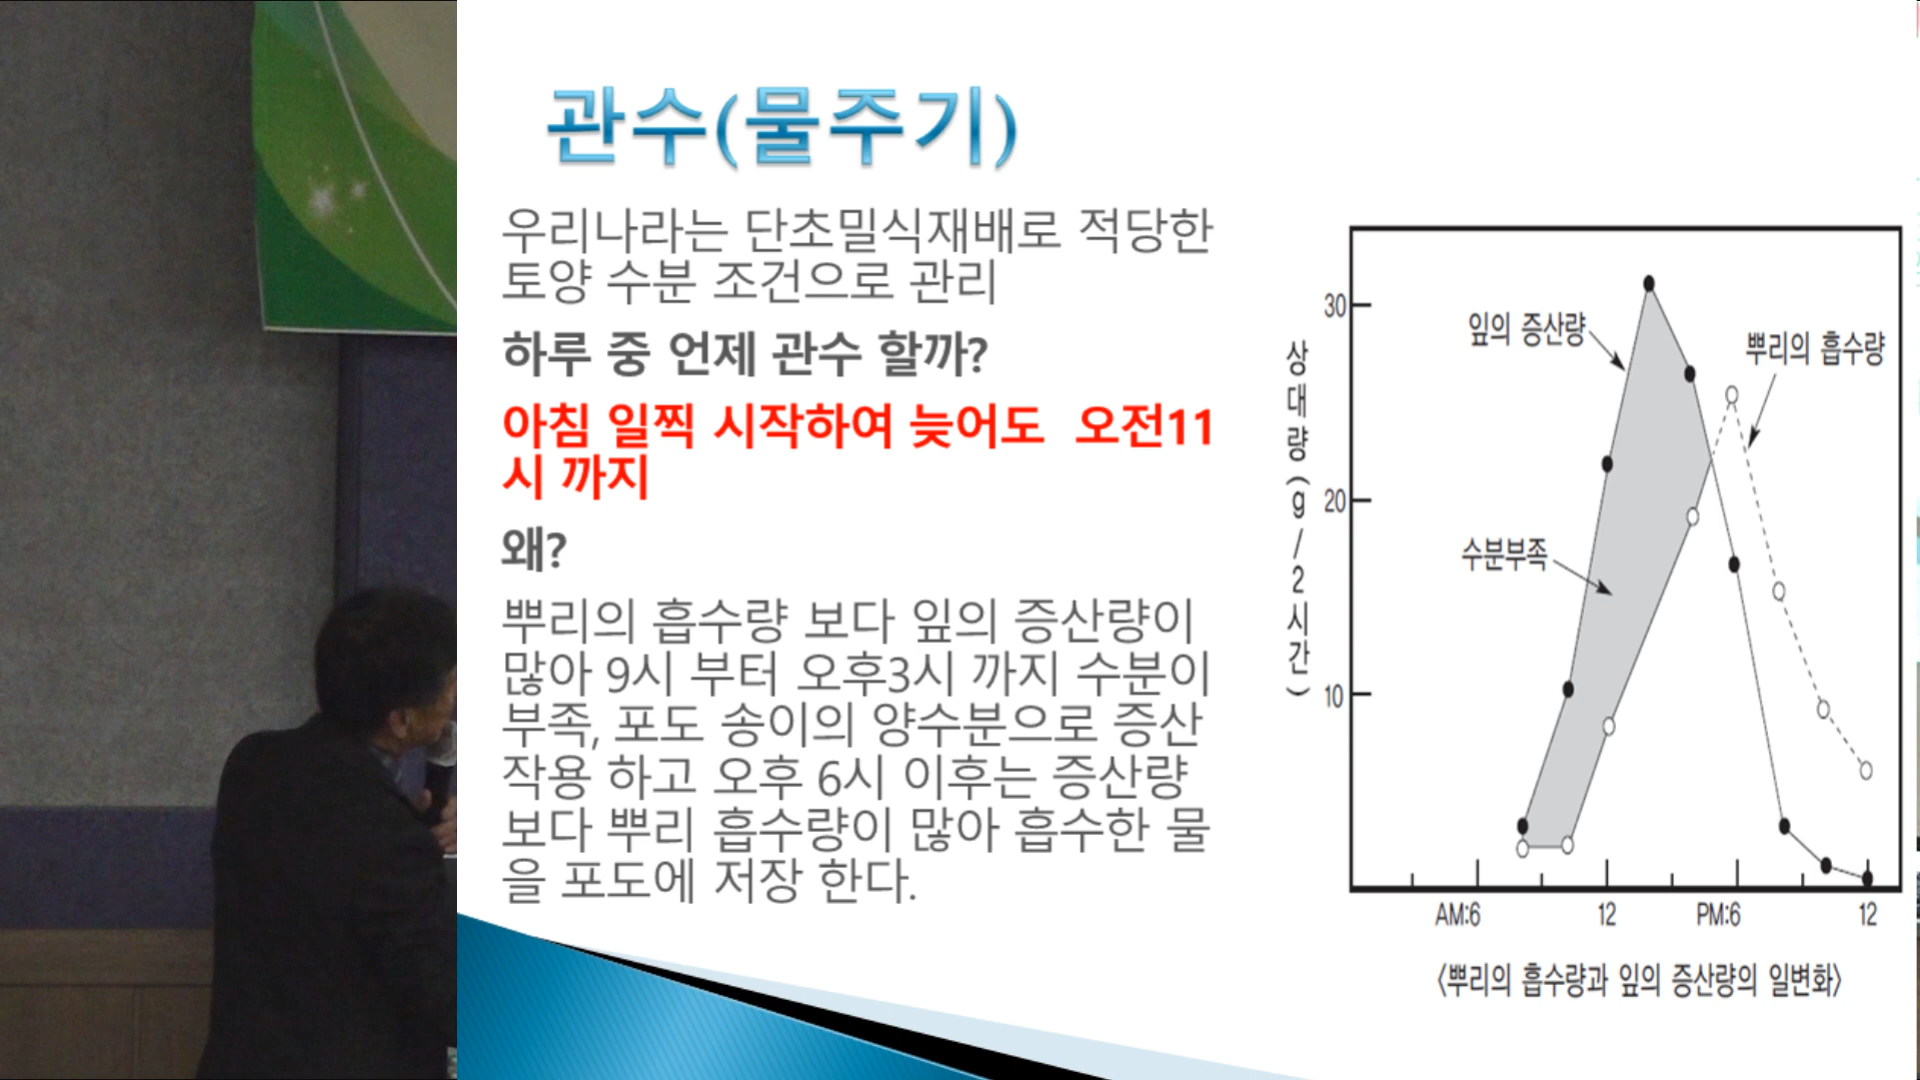 관수(물주기)
우리나라는 단초밀식재배로 적당한
토양 수분 조건으로 관리
하루 중 언제 관수 할까?
아침 일찍 시작하여 늦어도 오전11
시 까지
왜?
뿌리의 흡수량 보다 잎의 증산량이
많아 9시 부터 오후3시 까지 수분이
부족, 포도 송이의 양수분으로 증산
작용 하고 오후 6시 이후는 증산량
보다 뿌리 흡수량이 많아 흡수한 물
을 포도에 저장 한다.
상대량(g/2시간)
30
20
10
잎의 증산량
뿌리의 흡수량
수분부족
AM:6 12 PM:6 12
〈뿌리의 흡수량과 잎의 증산량의 일변화〉